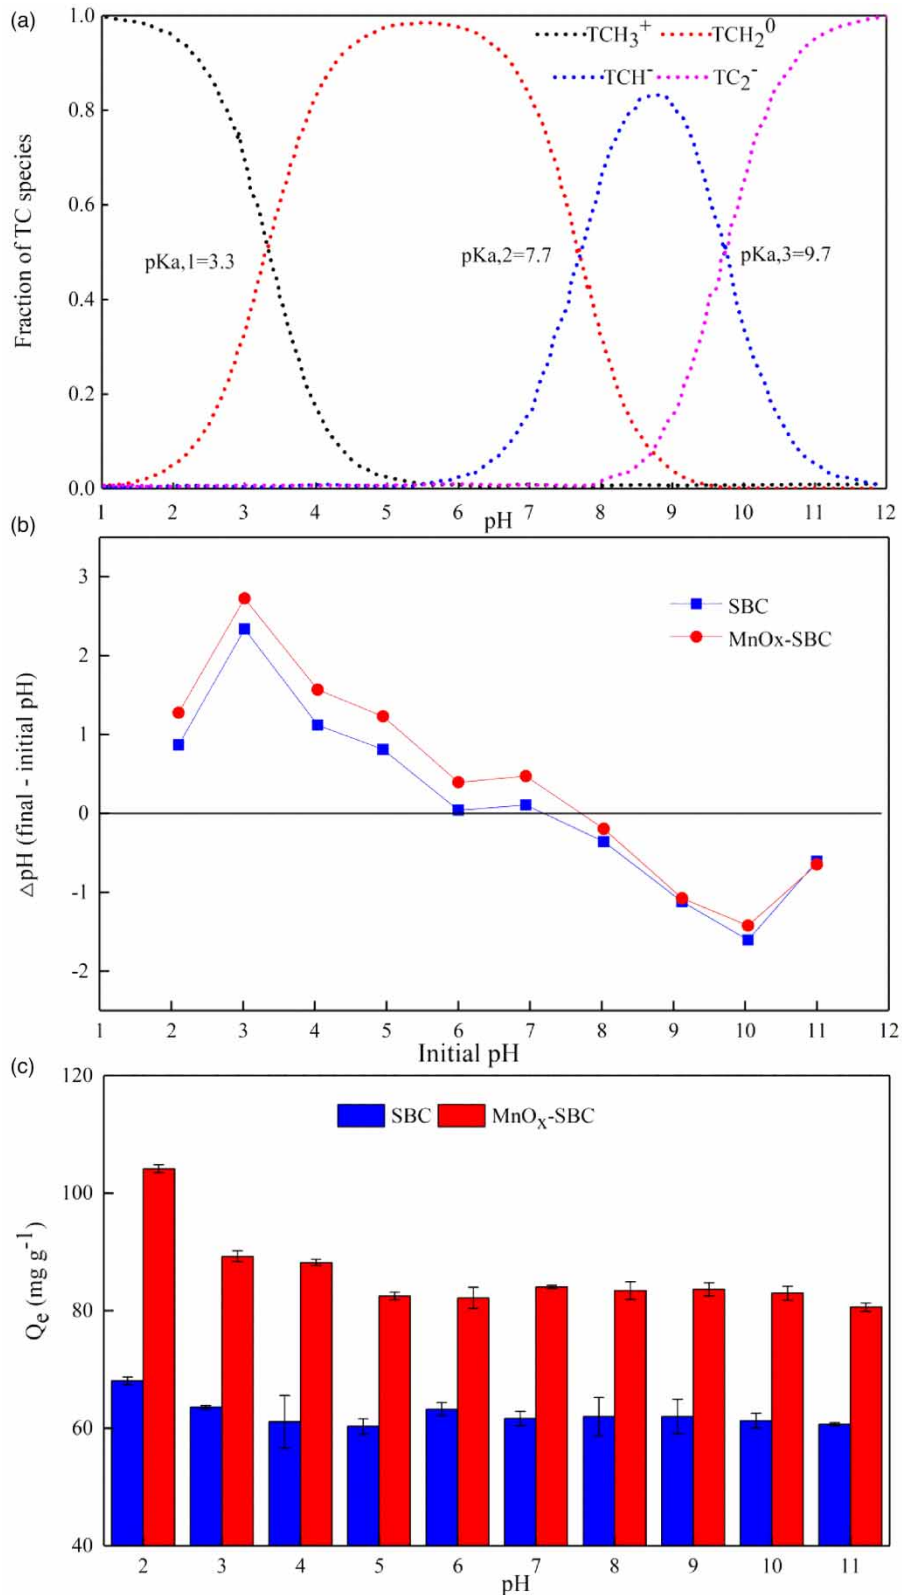 (a)
1.0
0.8
0.6
0.4
0.2
0.0
Fraction of TC species
TCH3+ TCH20
TCH- TC2-
pKa,1=3.3
pKa,2=7.7
pKa,3=9.7
1 2 3 4 5 6 7 8 9 10 11 12
pH
(b)
3
2
1
0
-1
-2
△pH (final - initial pH)
SBC
MnOx-SBC
1 2 3 4 5 6 7 8 9 10 11 12
Initial pH
(c)
120
100
80
60
40
Qe (mg g-1)
SBC MnOx-SBC
2 3 4 5 6 7 8 9 10 11
pH